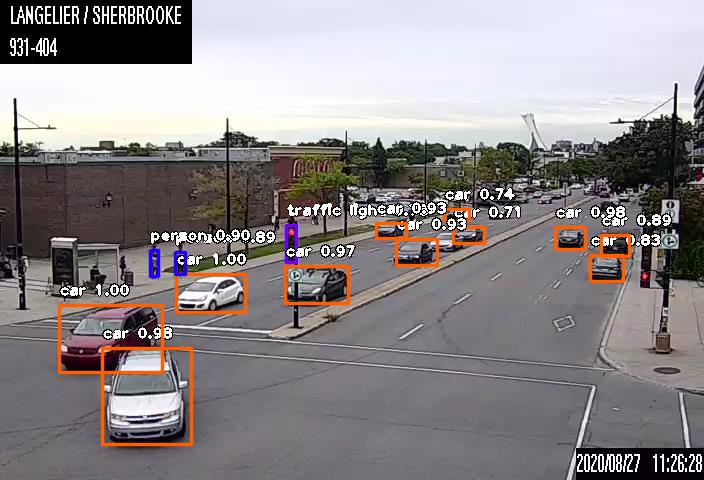 LANGELIER / SHERBROOKE
931-404
car 0.74
car 0.93
car 0.71
traffic
car 0.98
car 0.93
car 0.89
person 0.90
0.89
car 0.83
car 0.97
car 1.00
car 1.00
car 0.98
2020/08/27 11:26:28